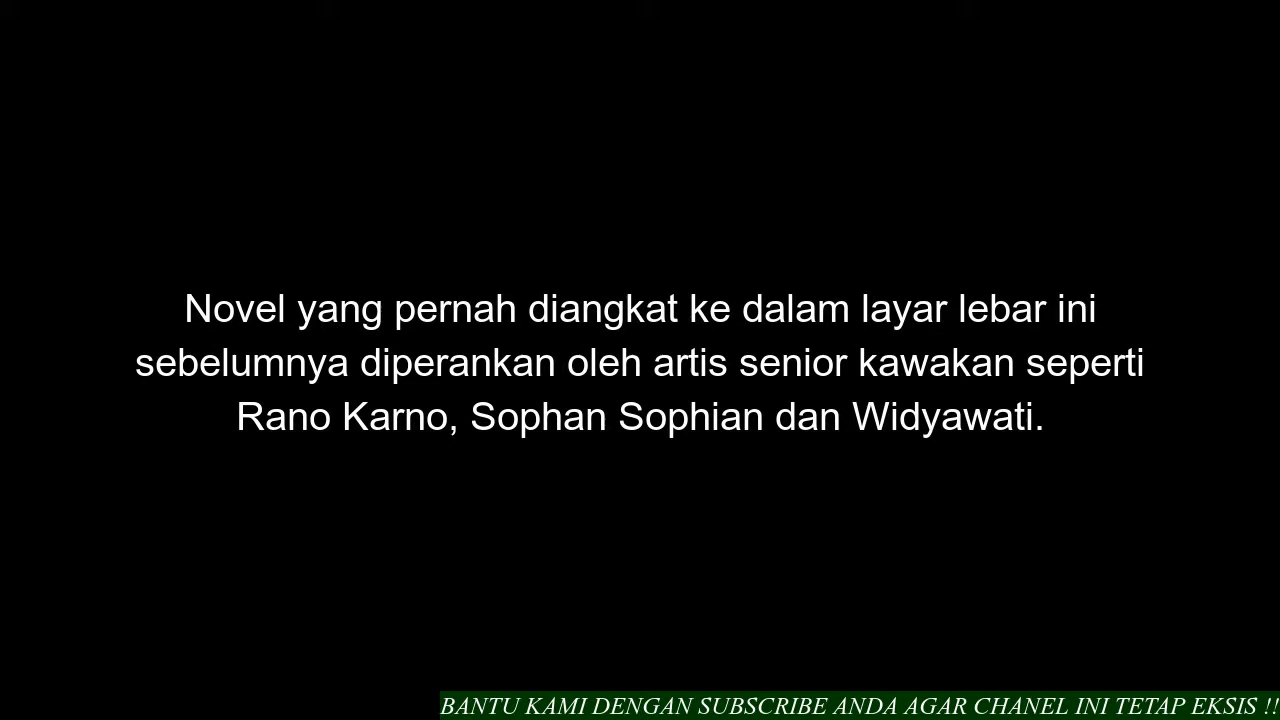 Novel yang pernah diangkat ke dalam layar lebar ini
sebelumnya diperankan oleh artis senior kawakan seperti
Rano Karno, Sophan Sophian dan Widyawati.
BANTU KAMI DENGAN SUBSCRIBE ANDA AGAR CHANEL INI TETAP EKSIS !!